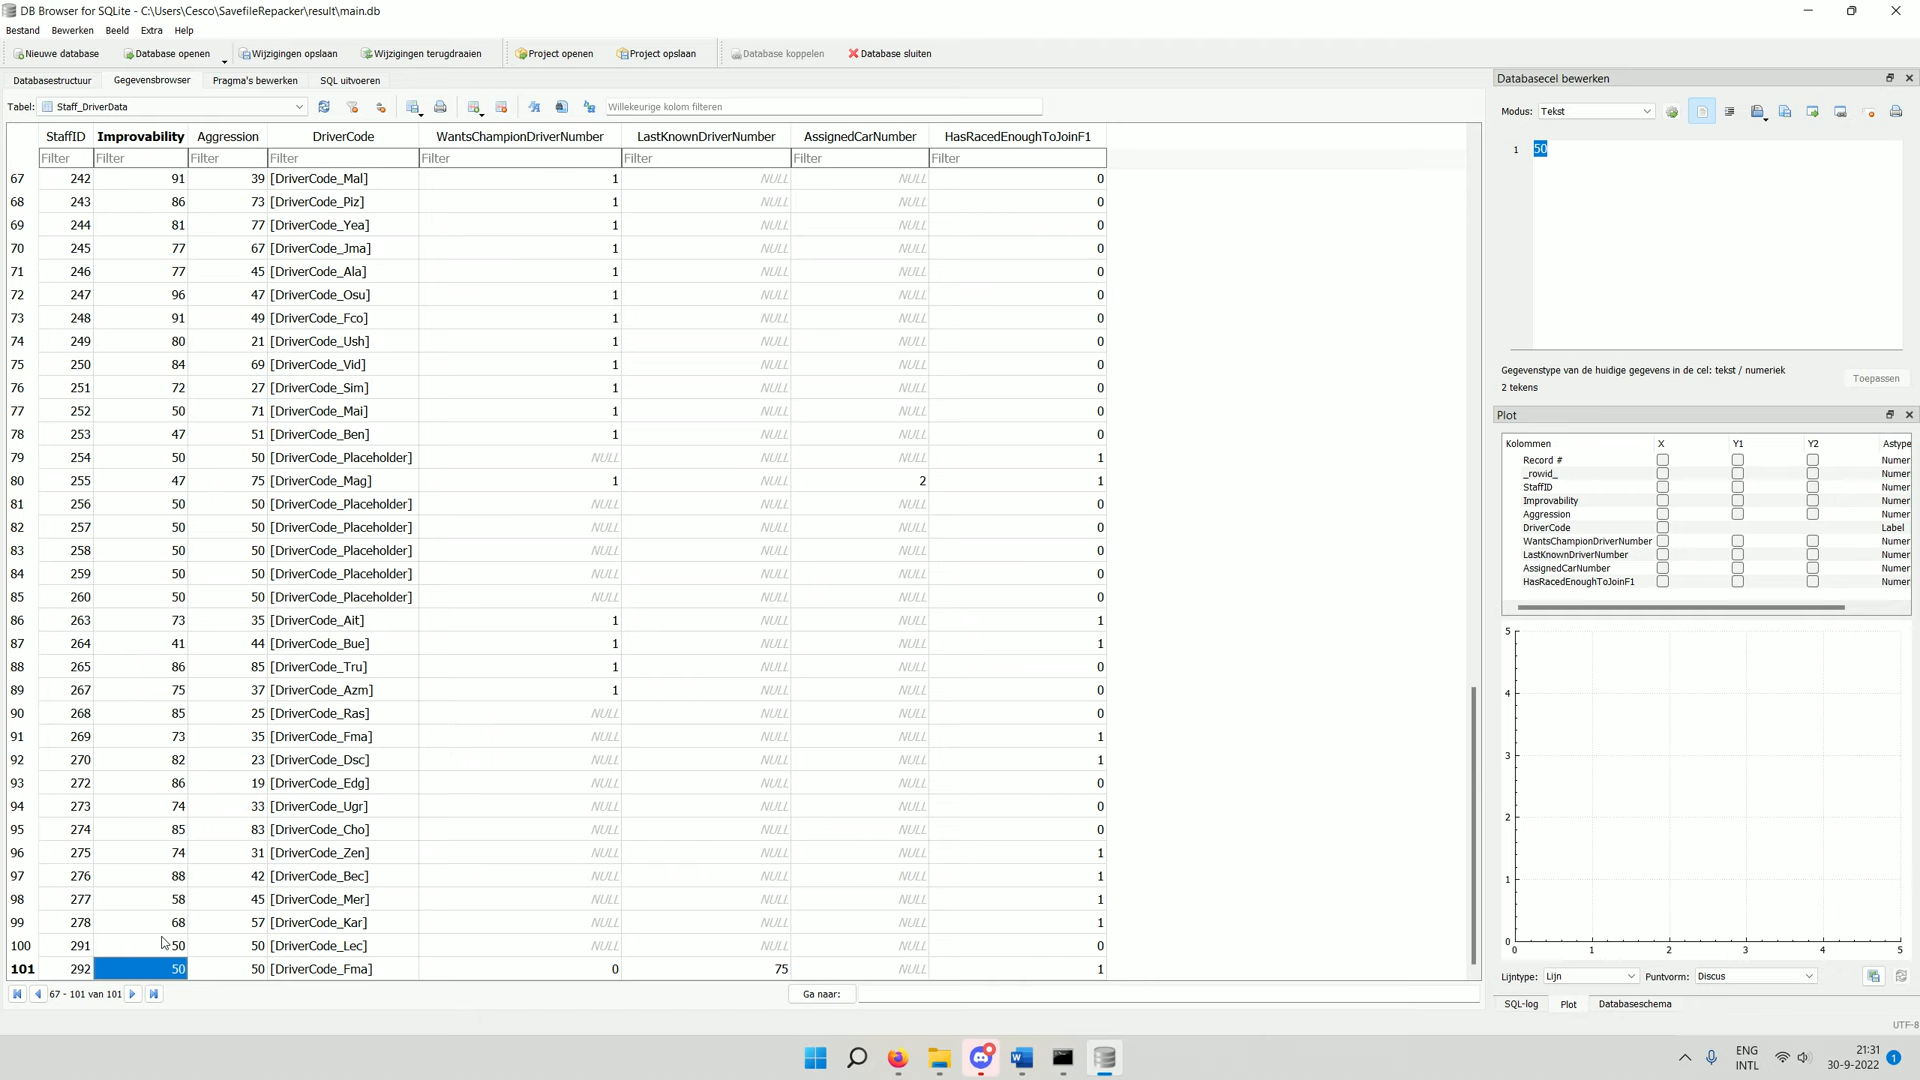 DB Browser for SQLite - C:\Users\Cesco\SavefileRepacker\result\main.db
Bestand Bewerken Beeld Extra Help
Nieuwe database Database openen Wijzigingen opslaan Wijzigingen terugdraaien Project openen Project opslaan Database koppelen Database sluiten
Databasestructuur Gegevensbrowser Pragma's bewerken SQL uitvoeren
Tabel: Staff_DriverData Willekeurige kolom filteren
StaffID Improvability Aggression DriverCode WantsChampionDriverNumber LastKnownDriverNumber AssignedCarNumber HasRacedEnoughToJoinF1
Filter Filter Filter Filter Filter Filter Filter Filter
67 242 91 39 [DriverCode_Mal] 1 NULL NULL 0
68 243 86 73 [DriverCode_Piz] 1 NULL NULL 0
69 244 81 77 [DriverCode_Yea] 1 NULL NULL 0
70 245 77 67 [DriverCode_Jma] 1 NULL NULL 0
71 246 77 45 [DriverCode_Ala] 1 NULL NULL 0
72 247 96 47 [DriverCode_Osu] 1 NULL NULL 0
73 248 91 49 [DriverCode_Fco] 1 NULL NULL 0
74 249 80 21 [DriverCode_Ush] 1 NULL NULL 0
75 250 84 69 [DriverCode_Vid] 1 NULL NULL 0
76 251 72 27 [DriverCode_Sim] 1 NULL NULL 0
77 252 50 71 [DriverCode_Mai] 1 NULL NULL 0
78 253 47 51 [DriverCode_Ben] 1 NULL NULL 0
79 254 50 50 [DriverCode_Placeholder] NULL NULL NULL 1
80 255 47 75 [DriverCode_Mag] 1 NULL 2 1
81 256 50 50 [DriverCode_Placeholder] NULL NULL NULL 0
82 257 50 50 [DriverCode_Placeholder] NULL NULL NULL 0
83 258 50 50 [DriverCode_Placeholder] NULL NULL NULL 0
84 259 50 50 [DriverCode_Placeholder] NULL NULL NULL 0
85 260 50 50 [DriverCode_Placeholder] NULL NULL NULL 0
86 263 73 35 [DriverCode_Ait] 1 NULL NULL 1
87 264 41 44 [DriverCode_Bue] 1 NULL NULL 1
88 265 86 85 [DriverCode_Tru] 1 NULL NULL 0
89 267 75 37 [DriverCode_Azm] 1 NULL NULL 0
90 268 85 25 [DriverCode_Ras] NULL NULL NULL 0
91 269 73 35 [DriverCode_Fma] NULL NULL NULL 1
92 270 82 23 [DriverCode_Dsc] NULL NULL NULL 1
93 272 86 19 [DriverCode_Edg] NULL NULL NULL 0
94 273 74 33 [DriverCode_Ugr] NULL NULL NULL 0
95 274 85 83 [DriverCode_Cho] NULL NULL NULL 0
96 275 74 31 [DriverCode_Zen] NULL NULL NULL 1
97 276 88 42 [DriverCode_Bec] NULL NULL NULL 1
98 277 58 45 [DriverCode_Mer] NULL NULL NULL 1
99 278 68 57 [DriverCode_Kar] NULL NULL NULL 1
100 291 50 50 [DriverCode_Lec] NULL NULL NULL 0
101 292 50 50 [DriverCode_Fma] 0 75 NULL 1
67 - 101 van 101 Ga naar:
Databasecel bewerken
Modus: Tekst
1 50
Gegevenstype van de huidige gegevens in de cel: tekst / numeriek
2 tekens
Toepassen
Plot
Kolommen X Y1 Y2 Astype
Record # Numer
_rowid_ Numer
StaffID Numer
Improvability Numer
Aggression Numer
DriverCode Label
WantsChampionDriverNumber Numer
LastKnownDriverNumber Numer
AssignedCarNumber Numer
HasRacedEnoughToJoinF1 Numer
5
4
3
2
1
0
0 1 2 3 4 5
Lijntype: Lijn Puntvorm: Discus
SQL-log Plot Databaseschema
UTF-8
ENG
INTL
21:31
30-9-2022
1